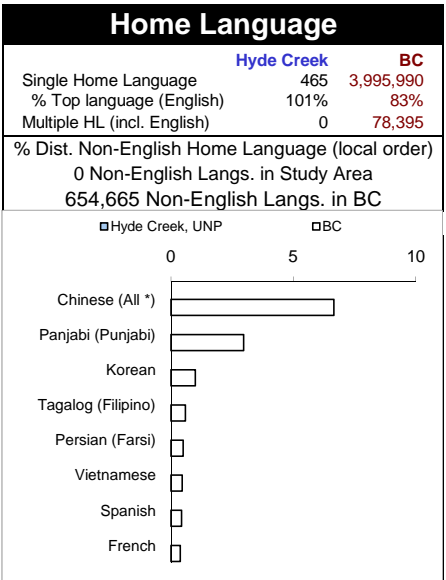 Home Language
Hyde Creek BC
Single Home Language 465 3,995,990
% Top language (English) 101% 83%
Multiple HL (incl. English) 0 78,395
% Dist. Non-English Home Language (local order)
0 Non-English Langs. in Study Area
654,665 Non-English Langs. in BC
Hyde Creek, UNP BC
0 5 10
Chinese (All *)
Panjabi (Punjabi)
Korean
Tagalog (Filipino)
Persian (Farsi)
Vietnamese
Spanish
French